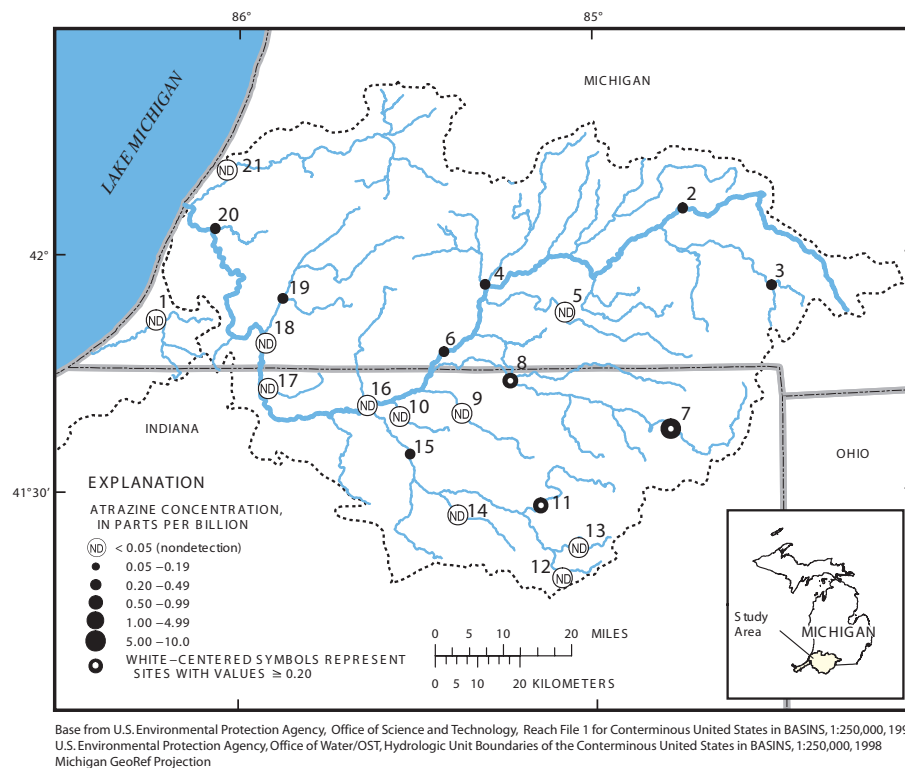 86°
85°
MICHIGAN
LAKE MICHIGAN
21
2
20
42°
4
3
19
1
5
18
6
8
17
16
10
9
7
INDIANA
15
OHIO
41°30'
11
14
13
12
ND
ND
ND
ND
ND
ND
ND
ND
ND
ND
ND
EXPLANATION
ATRAZINE CONCENTRATION,
IN PARTS PER BILLION
ND < 0.05 (nondetection)
0.05 –0.19
0.20 –0.49
0.50 –0.99
1.00 –4.99
5.00 –10.0
WHITE–CENTERED SYMBOLS REPRESENT
SITES WITH VALUES ≧ 0.20
0 5 10 20 MILES
0 5 10 20 KILOMETERS
Study
Area
MICHIGAN
Base from U.S. Environmental Protection Agency, Office of Science and Technology, Reach File 1 for Conterminous United States in BASINS, 1:250,000,
U.S. Environmental Protection Agency, Office of Water/OST, Hydrologic Unit Boundaries of the Conterminous United States in BASINS, 1:250,000, 1998
Michigan GeoRef Projection